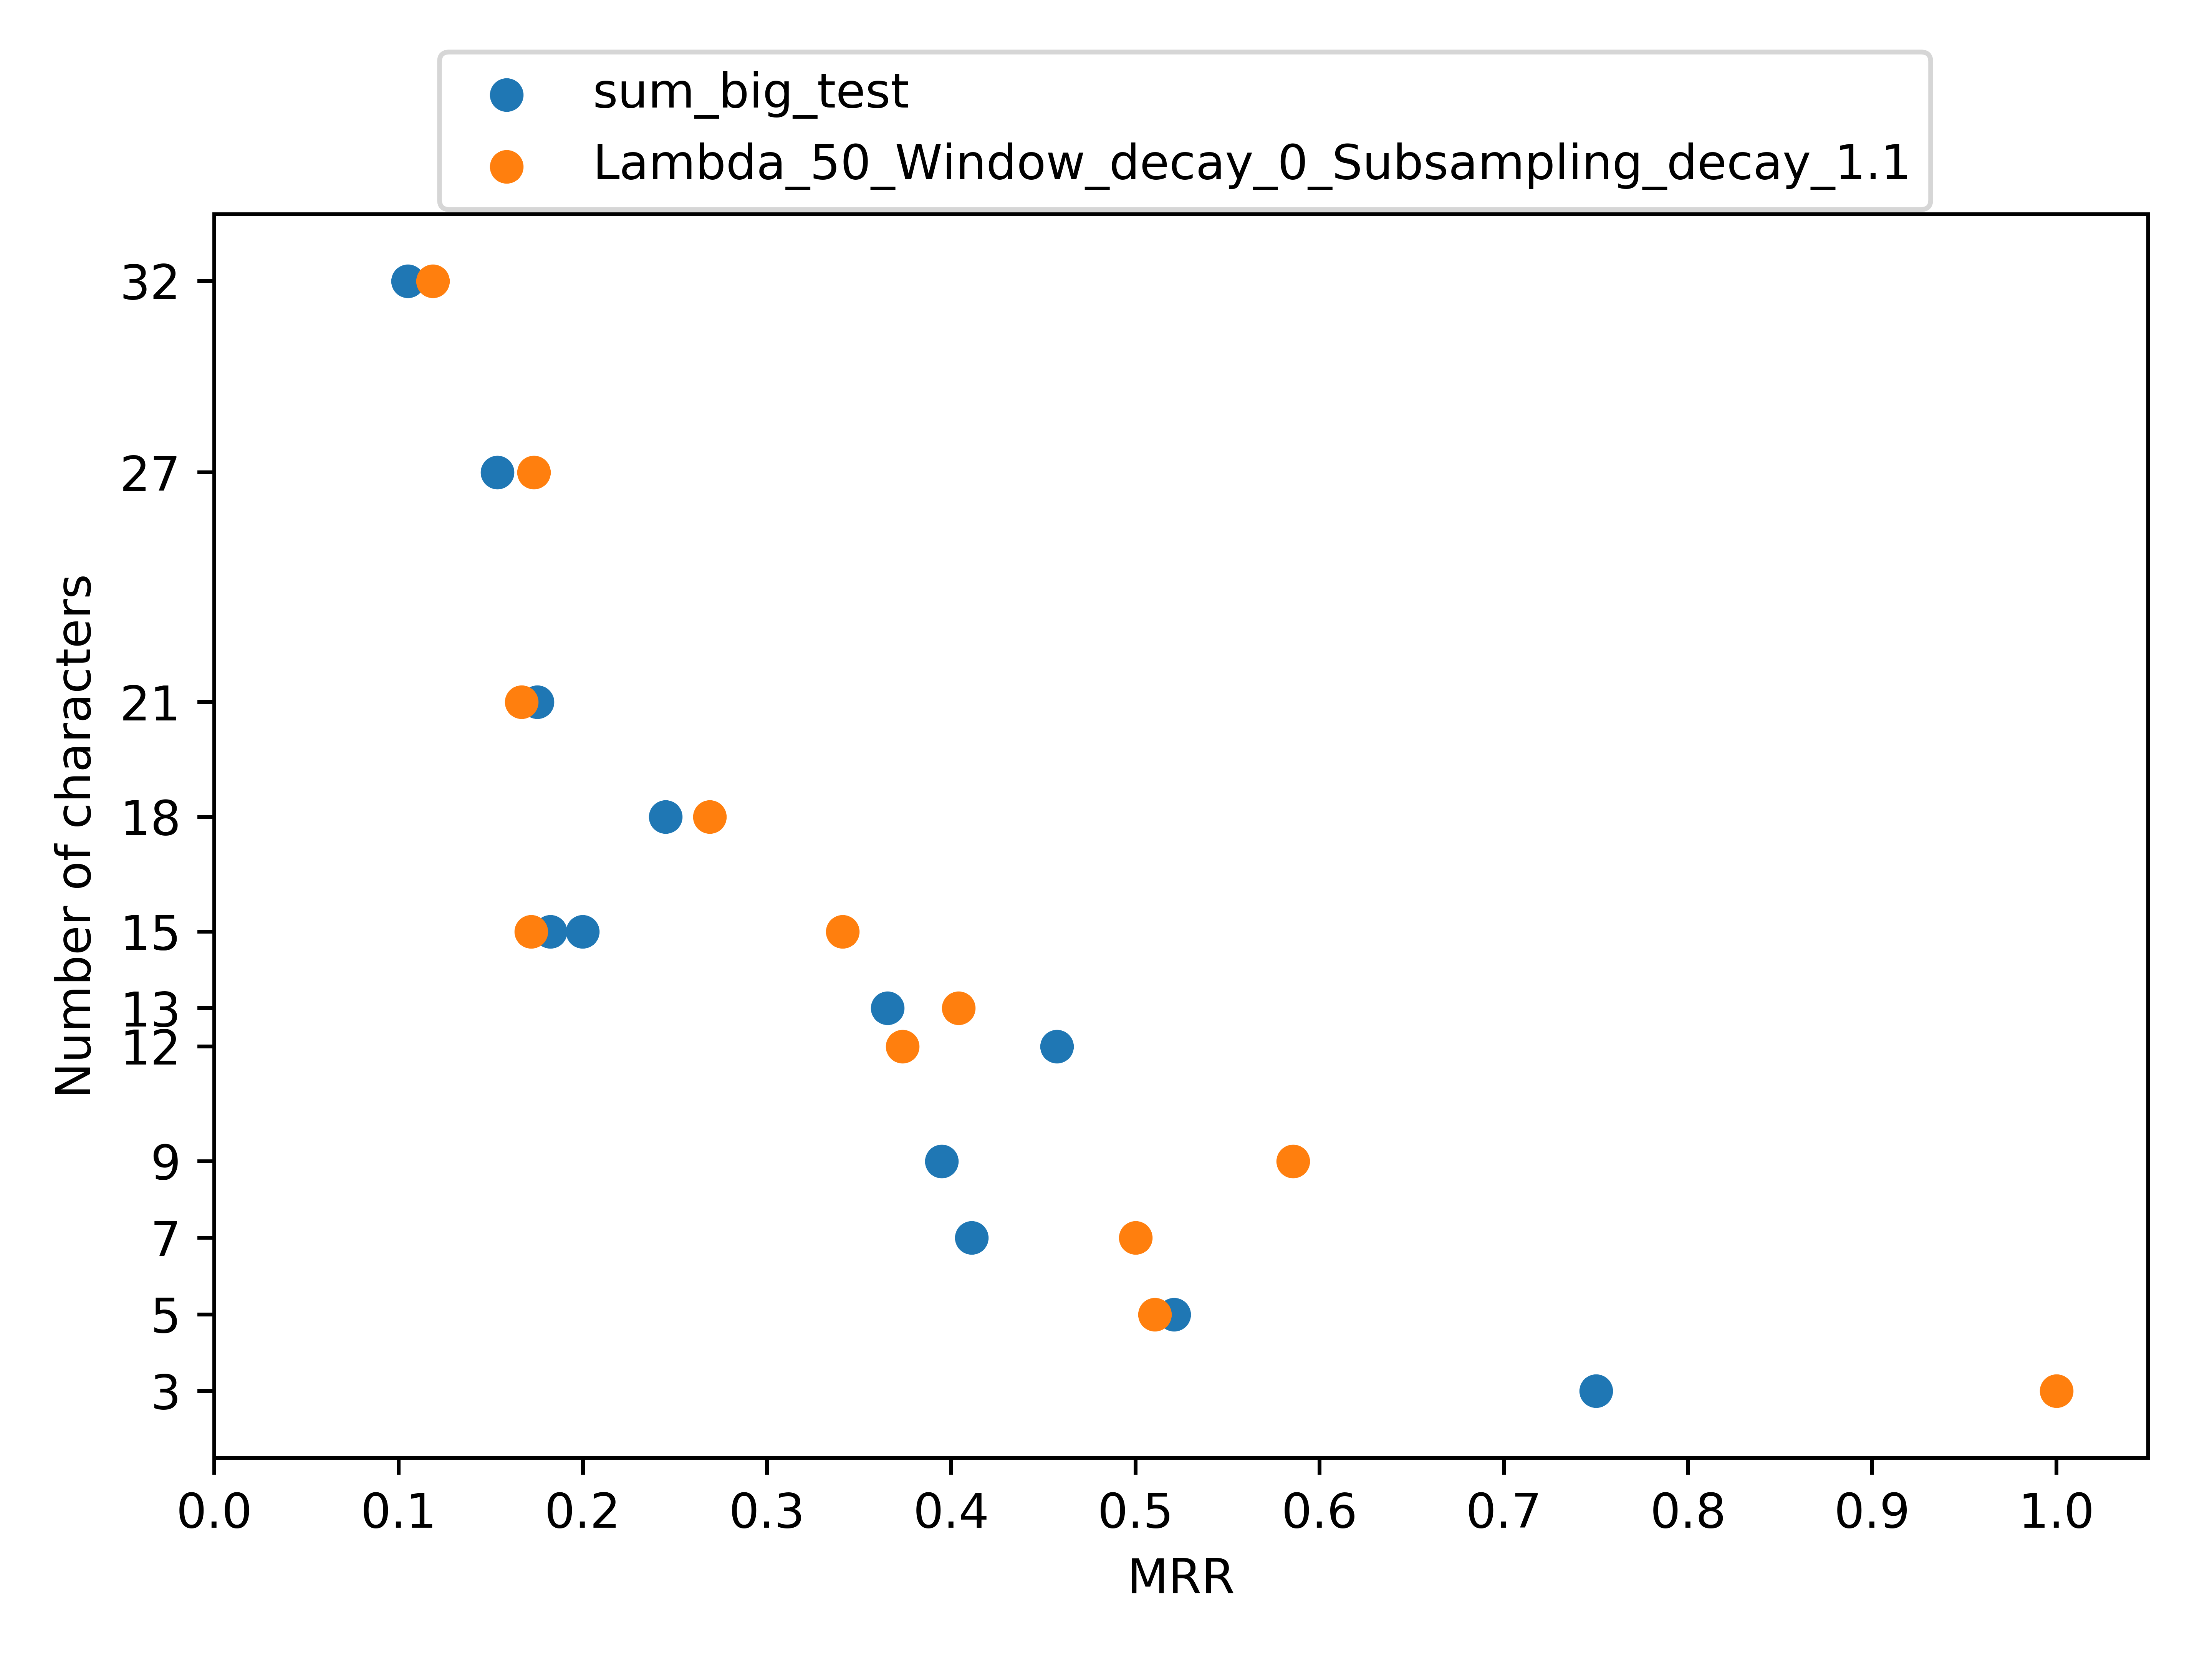 sum_big_test
Lambda_50_Window_decay_0_Subsampling_decay_1.1
32
27
21
18
15
13
12
9
7
5
3
Number of characters
0.0 0.1 0.2 0.3 0.4 0.5 0.6 0.7 0.8 0.9 1.0
MRR